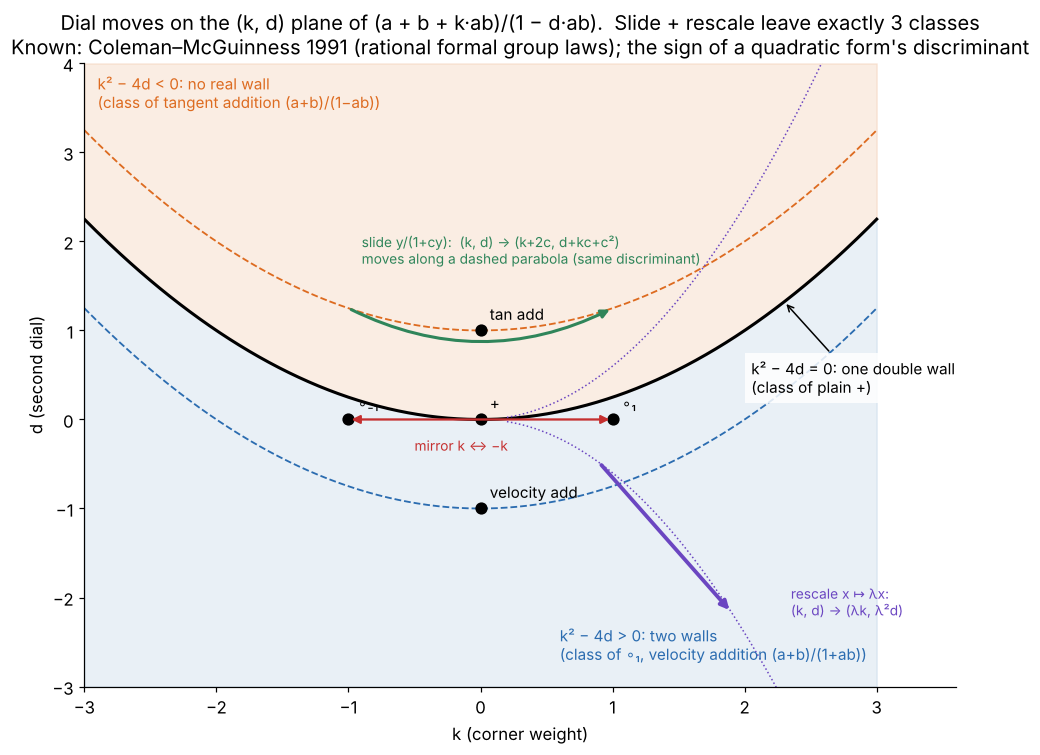 Dial moves on the (k, d) plane of (a + b + k·ab)/(1 − d·ab).  Slide + rescale leave exactly 3 classes
Known: Coleman–McGuinness 1991 (rational formal group laws); the sign of a quadratic form's discriminant
k² − 4d < 0: no real wall
(class of tangent addition (a+b)/(1−ab))
slide y/(1+cy):  (k, d) → (k+2c, d+kc+c²)
moves along a dashed parabola (same discriminant)
tan add
k² − 4d = 0: one double wall
(class of plain +)
∘₋₁
+
∘₁
mirror k ↔ −k
velocity add
rescale x ↦ λx:
(k, d) → (λk, λ²d)
k² − 4d > 0: two walls
(class of ∘₁, velocity addition (a+b)/(1+ab))
4
3
2
1
0
−1
−2
−3
d (second dial)
−3
−2
−1
0
1
2
3
k (corner weight)